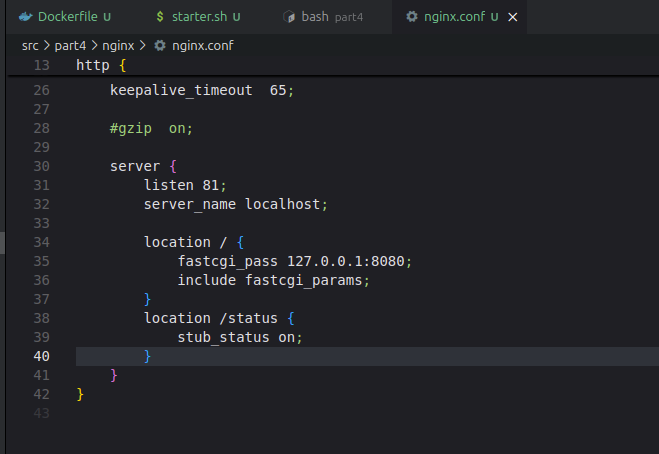 Dockerfile U $ starter.sh U bash part4 nginx.conf U ×
src > part4 > nginx > nginx.conf
13 http {
26     keepalive_timeout  65;
27
28     #gzip  on;
29
30     server {
31         listen 81;
32         server_name localhost;
33
34         location / {
35             fastcgi_pass 127.0.0.1:8080;
36             include fastcgi_params;
37         }
38         location /status {
39             stub_status on;
40         }
41     }
42 }
43